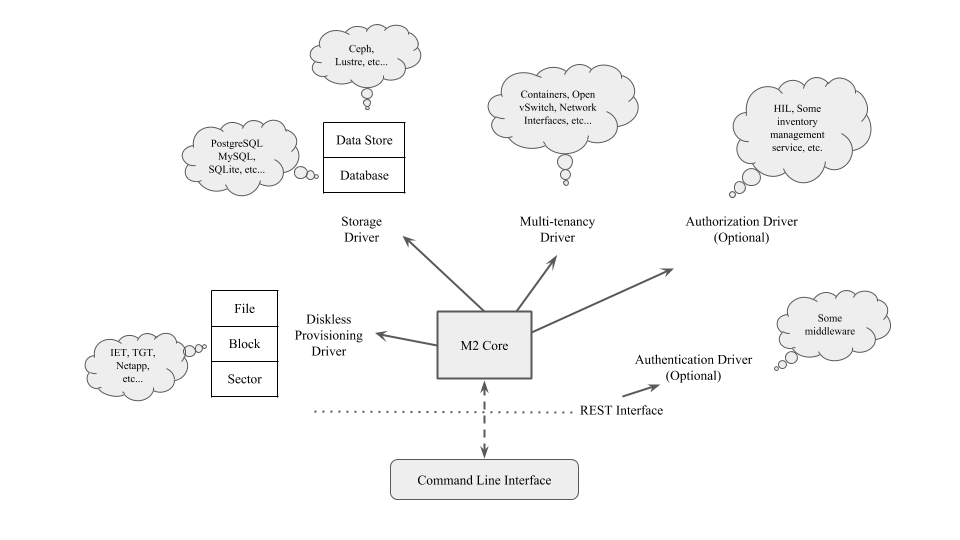 Ceph,
Lustre, etc...
PostgreSQL
MySQL,
SQLite, etc...
Data Store
Database
Containers, Open
vSwitch, Network
Interfaces, etc...
HIL, Some
inventory
management
service, etc.
Storage
Driver
Multi-tenancy
Driver
Authorization Driver
(Optional)
File
Block
Sector
IET, TGT,
Netapp,
etc...
Diskless
Provisioning
Driver
M2 Core
Some
middleware
Authentication Driver
(Optional)
REST Interface
Command Line Interface